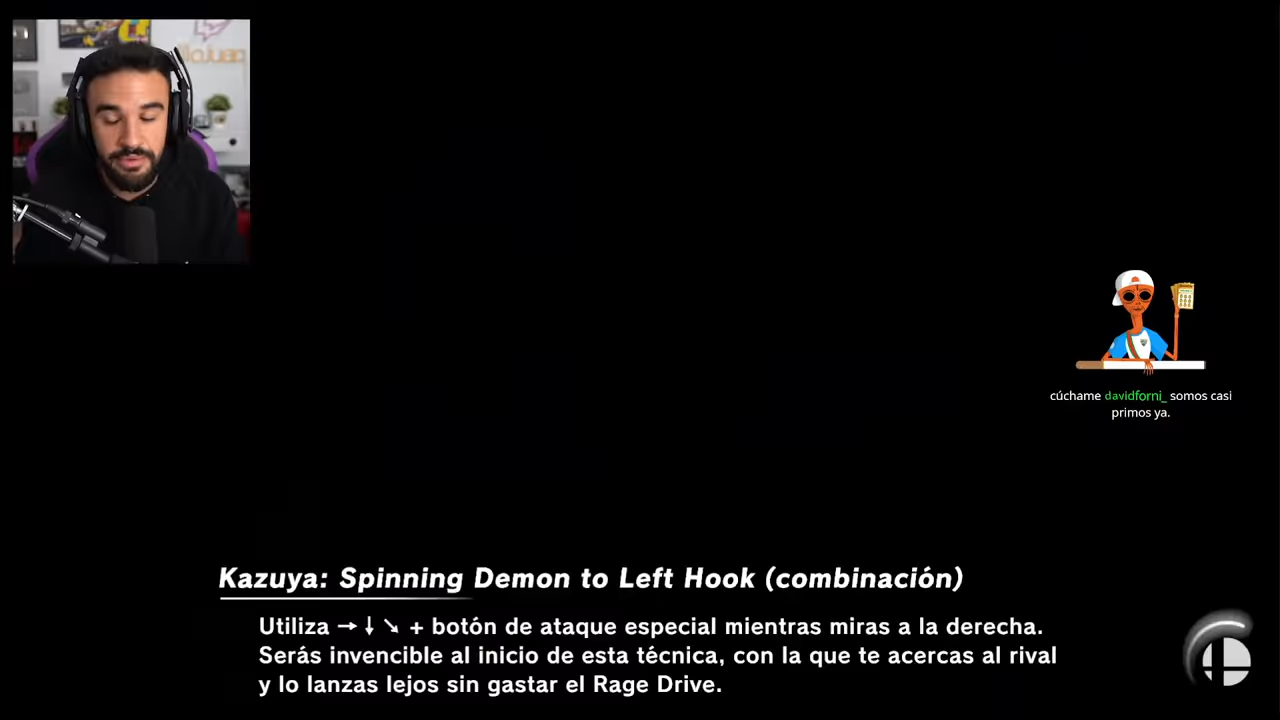 cúchame davidforni_ somos casi
primos ya.
Kazuya: Spinning Demon to Left Hook (combinación)
Utiliza → ↓ ↘ + botón de ataque especial mientras miras a la derecha.
Serás invencible al inicio de esta técnica, con la que te acercas al rival
y lo lanzas lejos sin gastar el Rage Drive.